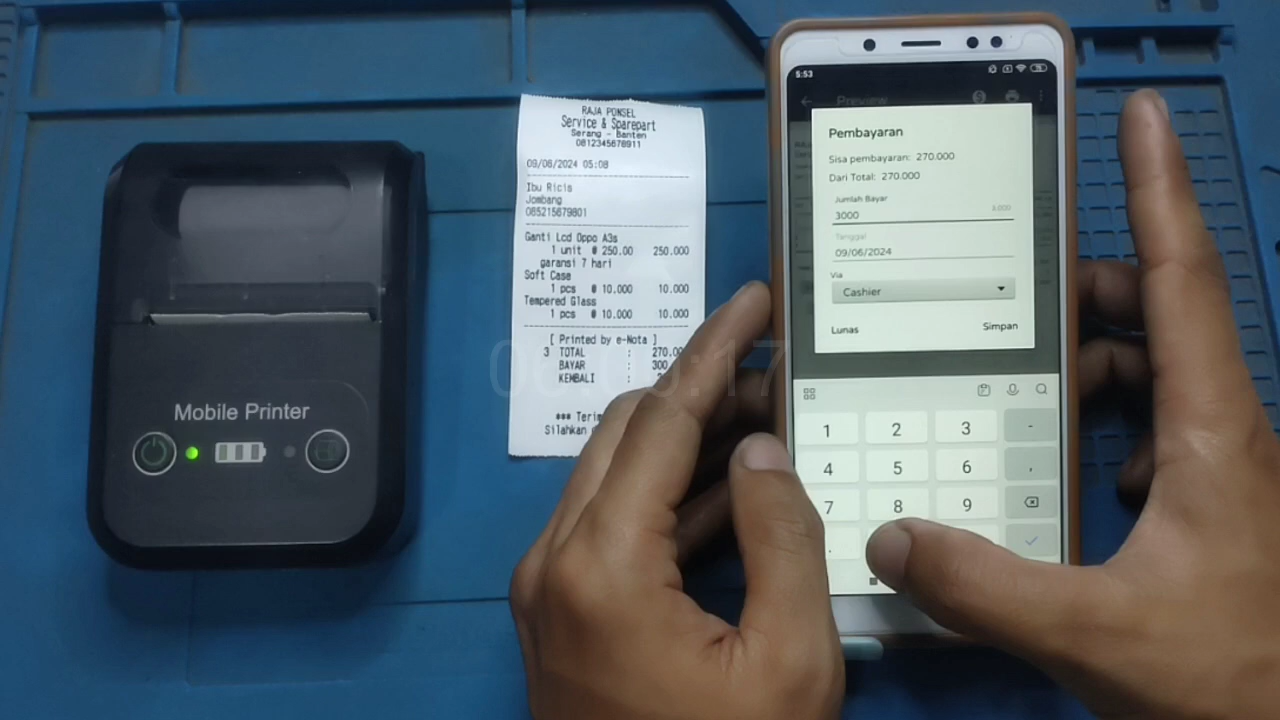 Mobile Printer
RAJA PONSEL
Service & Sparepart
Serang - Banten
0812345678911
09/06/2024 05:08
Ibu Ricis
Jombang
085215679801
Ganti Lcd Oppo A3s
1 unit @ 250.00 250.000
garansi 7 hari
Soft Case
1 pcs @ 10.000 10.000
Tempered Glass
1 pcs @ 10.000 10.000
[ Printed by e-Nota ]
3 TOTAL : 270.00
BAYAR : 300
KEMBALI :
*** Terim
Silahkan
5:53
Preview
Pembayaran
Sisa pembayaran: 270.000
Dari Total: 270.000
Jumlah Bayar
3000 3.000
Tanggal
09/06/2024
Via
Cashier
Lunas Simpan
1 2 3 -
4 5 6 ,
7 8 9
.